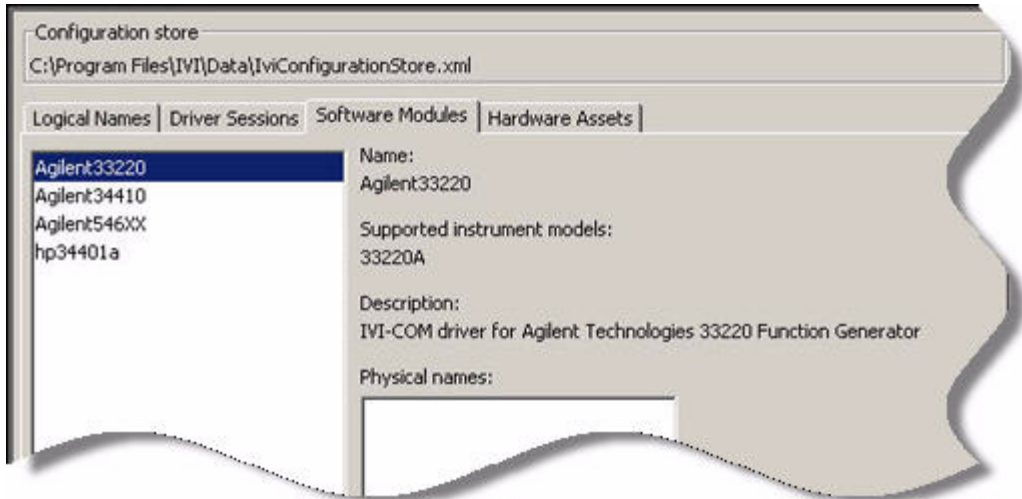 Configuration store
C:\Program Files\IVI\Data\IviConfigurationStore.xml
Logical Names
Driver Sessions
Software Modules
Hardware Assets
Agilent33220
Agilent34410
Agilent546XX
hp34401a
Name:
Agilent33220
Supported instrument models:
33220A
Description:
IVI-COM driver for Agilent Technologies 33220 Function Generator
Physical names: